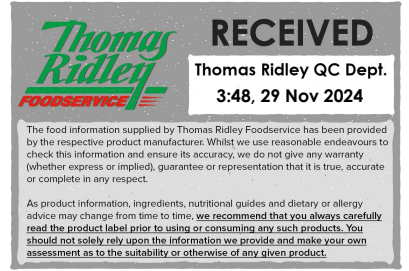 Thomas
Ridley
FOODSERVICE
RECEIVED
Thomas Ridley QC Dept.
3:48, 29 Nov 2024
The food information supplied by Thomas Ridley Foodservice has been provided
by the respective product manufacturer. Whilst we use reasonable endeavours to
check this information and ensure its accuracy, we do not give any warranty
(whether express or implied), guarantee or representation that it is true, accurate
or complete in any respect.
As product information, ingredients, nutritional guides and dietary or allergy
advice may change from time to time, we recommend that you always carefully
read the product label prior to using or consuming any such products. You
should not solely rely upon the information we provide and make your own
assessment as to the suitability or otherwise of any given product.